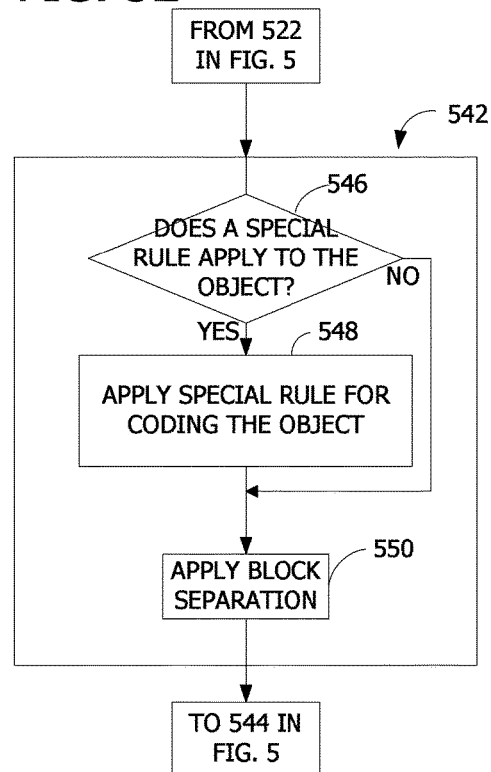 FROM 522
IN FIG. 5
542
546
DOES A SPECIAL
RULE APPLY TO THE
OBJECT?
NO
YES
548
APPLY SPECIAL RULE FOR
CODING THE OBJECT
550
APPLY BLOCK
SEPARATION
TO 544 IN
FIG. 5